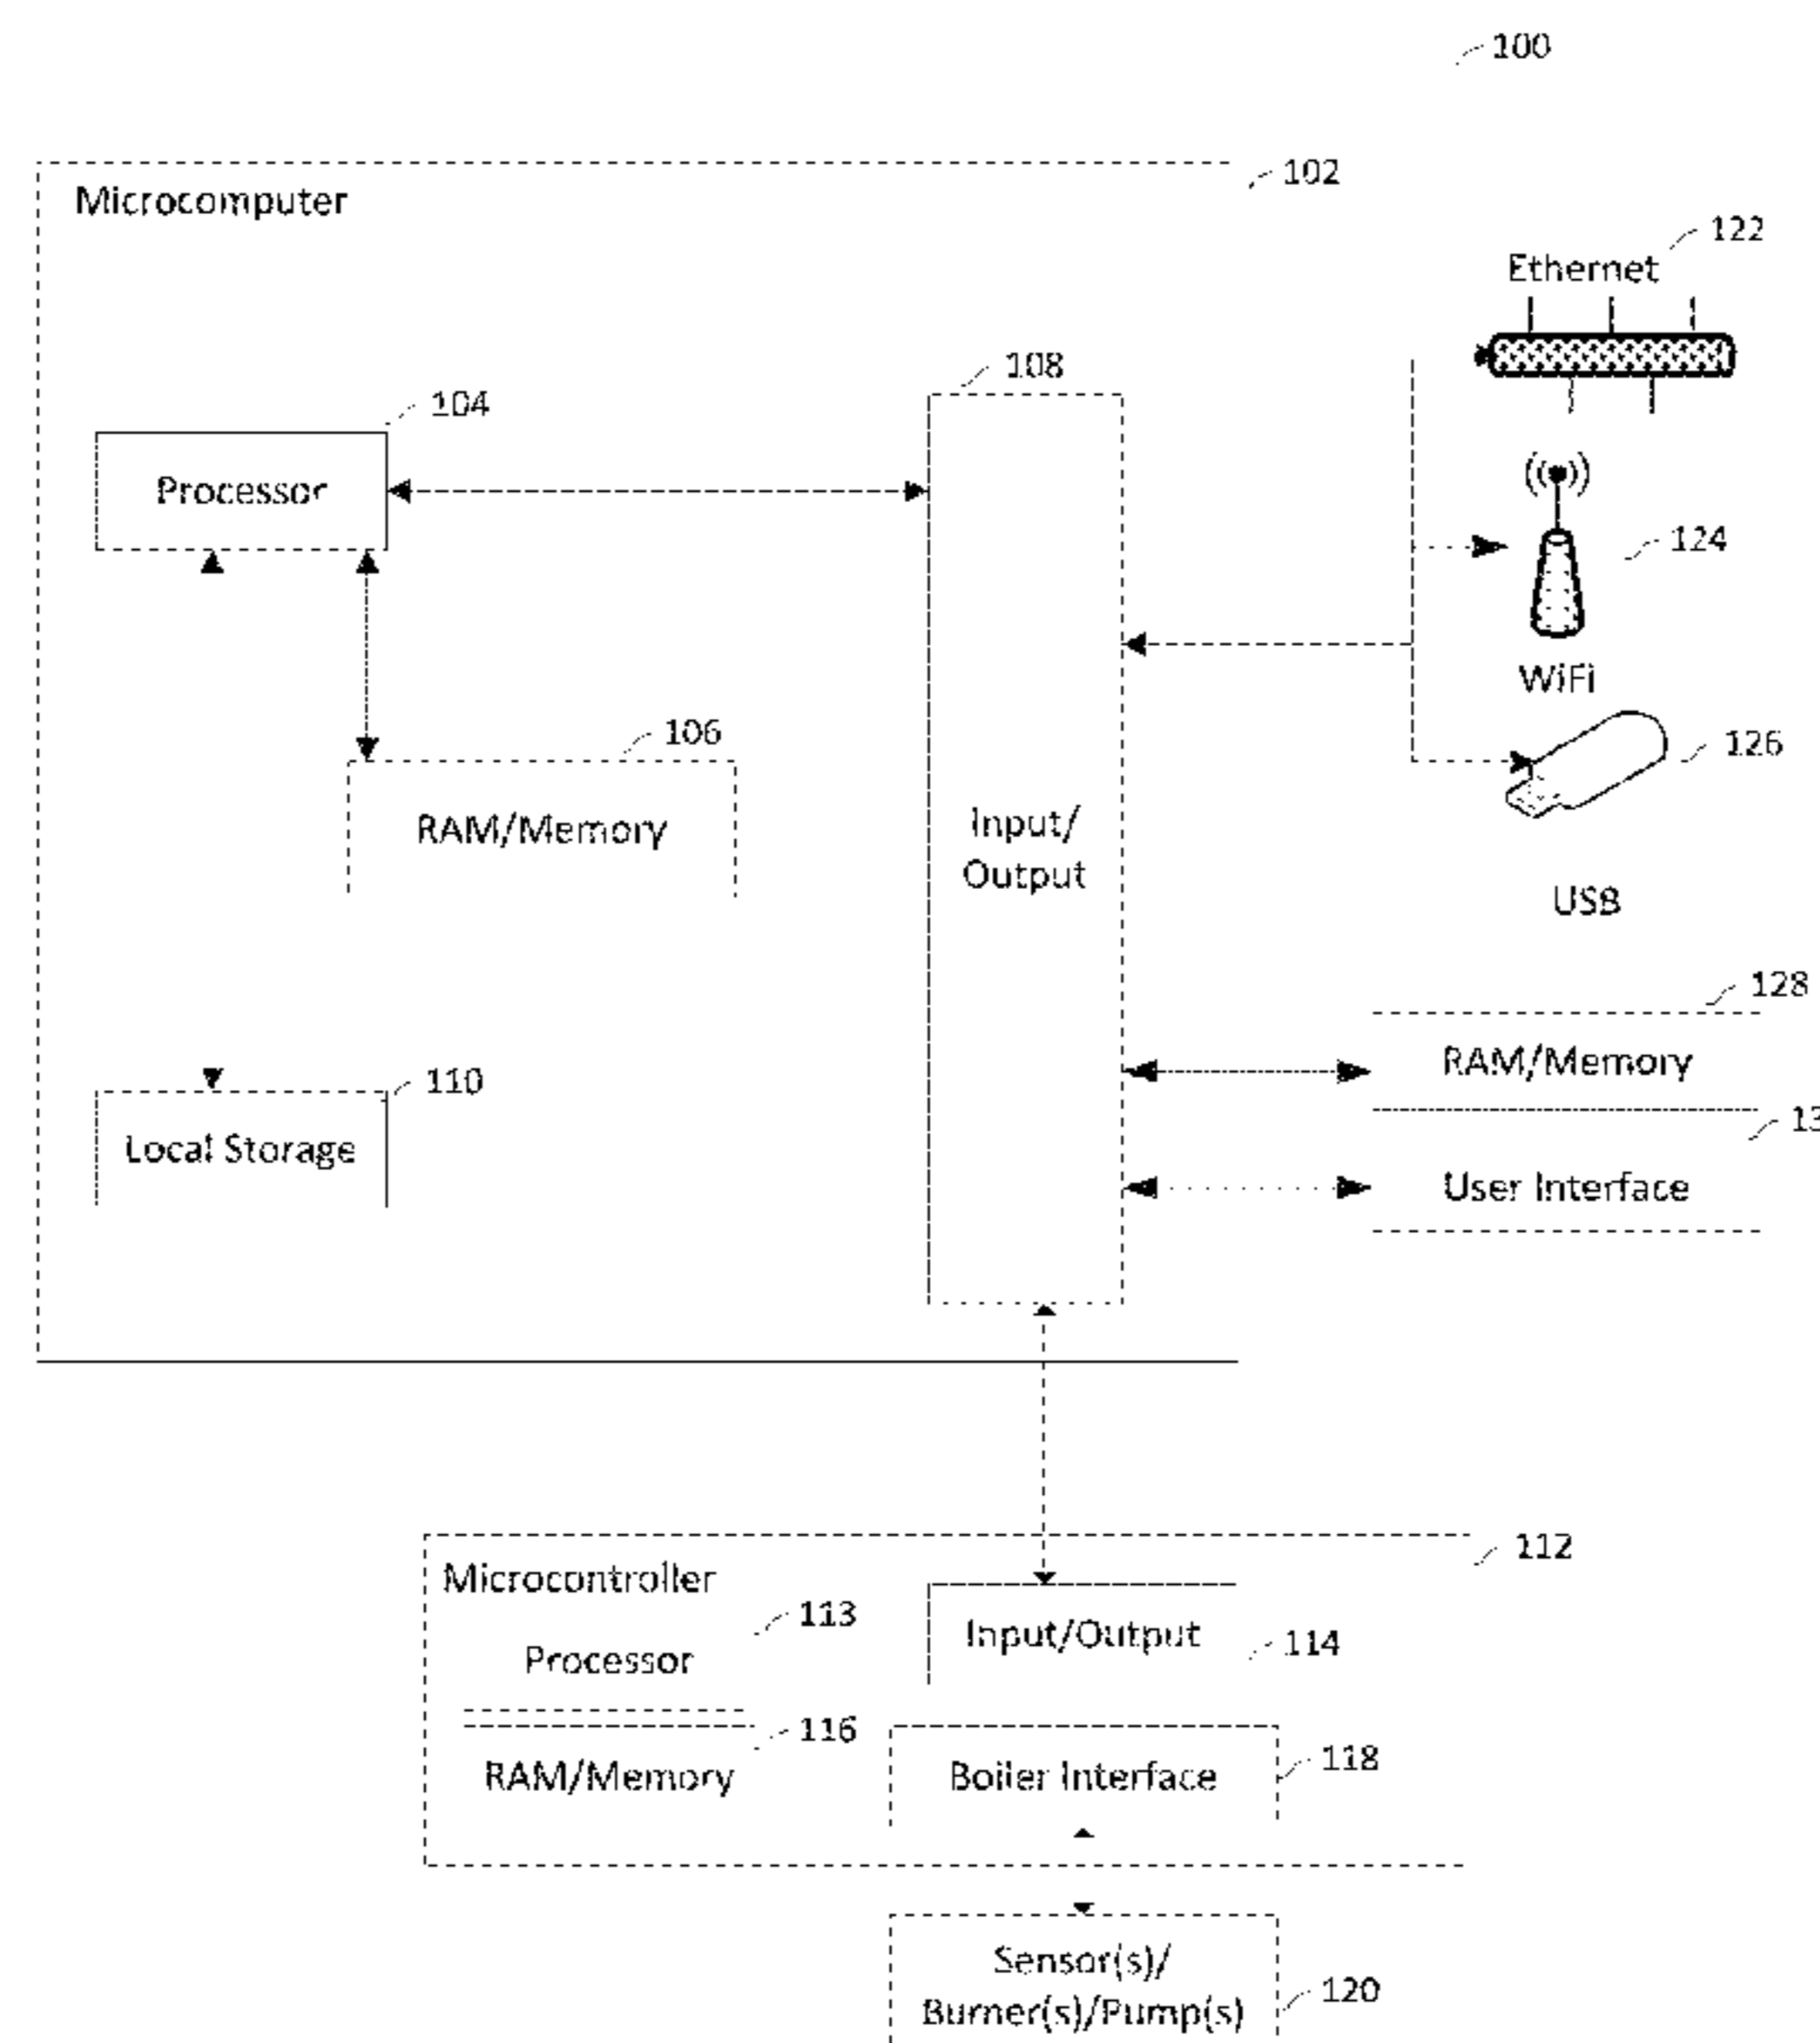 100
102
Microcomputer
122
Ethernet
108
104
Processor
124
WiFi
106
126
RAM/Memory
Input/
Output
USB
128
RAM/Memory
110
13
Local Storage
User Interface
112
Microcontroller
113
Input/Output
114
Processor
116
RAM/Memory
Boiler Interface
118
Sensor(s)/
Burner(s)/Pump(s)
120